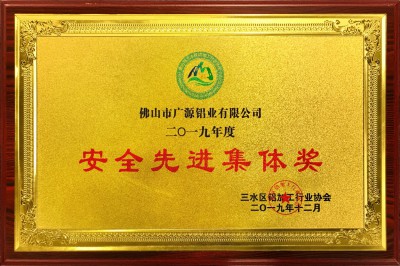 佛山市广源铝业有限公司
二〇一九年度
安全先进集体奖
三水区铝加工行业协会
二〇一九年十二月